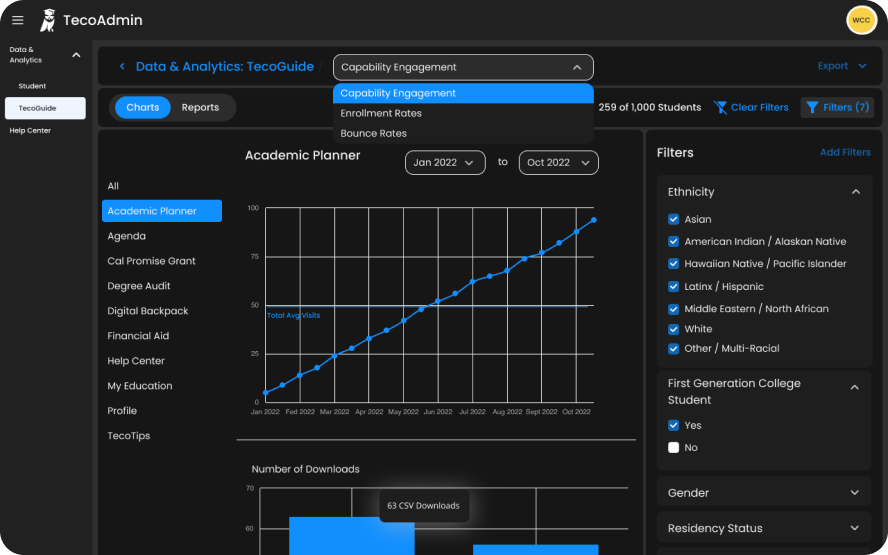 TecoAdmin
WCC
Data & Analytics
Student
TecoGuide
Help Center
Data & Analytics: TecoGuide
Capability Engagement
Export
Capability Engagement
Enrollment Rates
Bounce Rates
Charts
Reports
259 of 1,000 Students
Clear Filters
Filters (7)
All
Academic Planner
Agenda
Cal Promise Grant
Degree Audit
Digital Backpack
Financial Aid
Help Center
My Education
Profile
TecoTips
Academic Planner
Jan 2022
to
Oct 2022
100
75
50
25
0
Total Avg Visits
Jan 2022 Fed 2022 Mar 2022 Apr 2022 May 2022 Jun 2022 Jul 2022 Aug 2022 Sept 2022 Oct 2022
Number of Downloads
70
60
63 CSV Downloads
Filters
Add Filters
Ethnicity
Asian
American Indian / Alaskan Native
Hawaiian Native / Pacific Islander
Latinx / Hispanic
Middle Eastern / North African
White
Other / Multi-Racial
First Generation College
Student
Yes
No
Gender
Residency Status